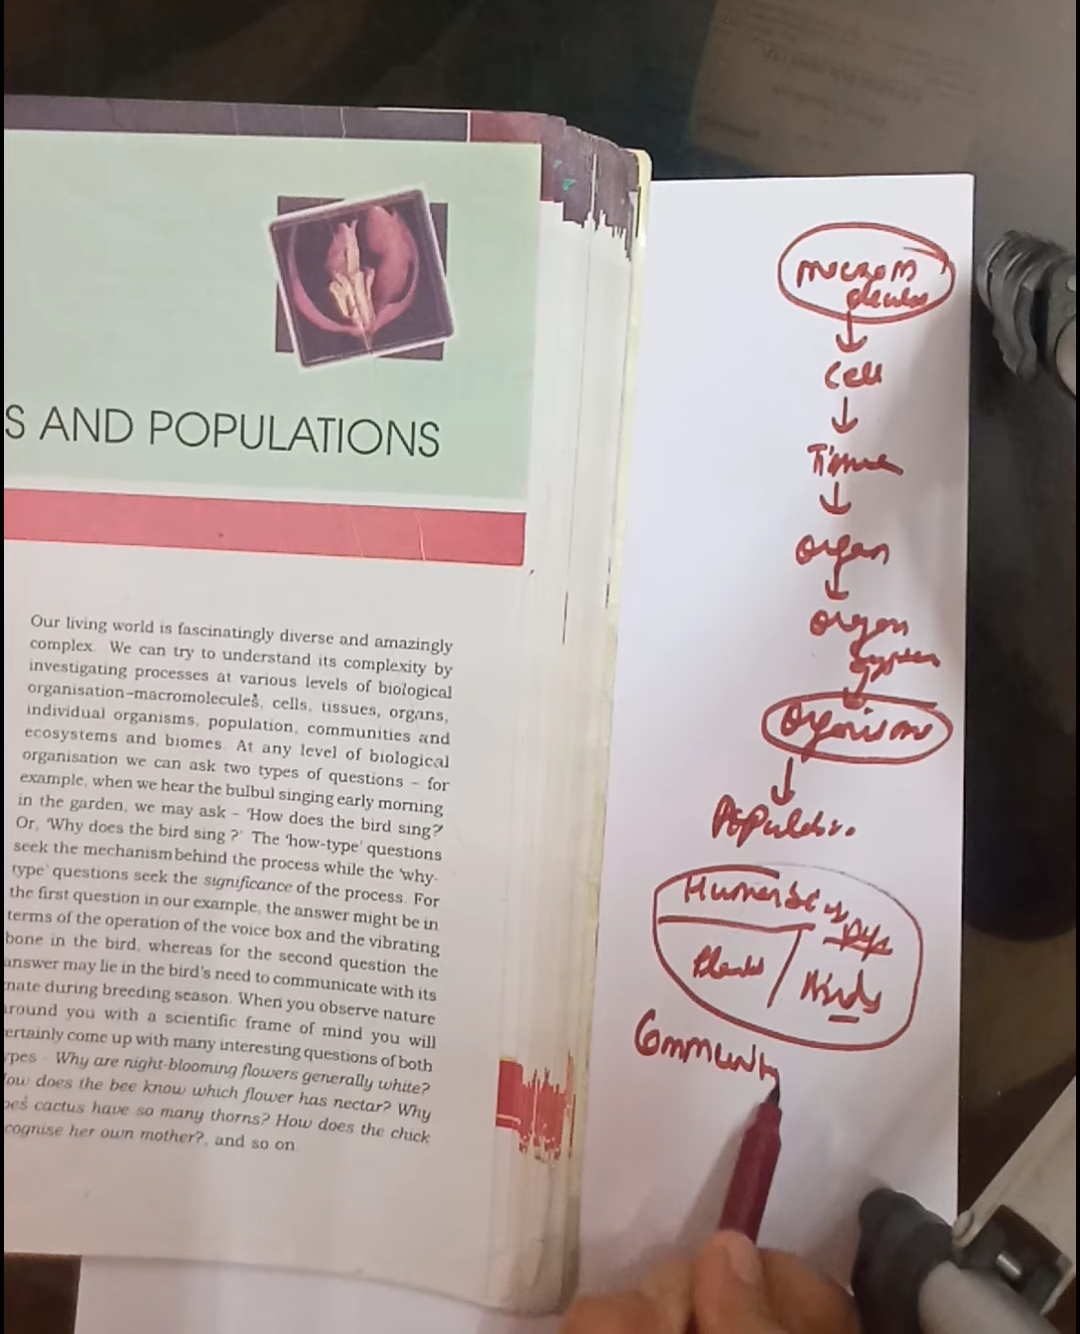 S AND POPULATIONS
Our living world is fascinatingly diverse and amazingly
complex. We can try to understand its complexity by
investigating processes at various levels of biological
organisation–macromolecules, cells, tissues, organs,
individual organisms, population, communities and
ecosystems and biomes. At any level of biological
organisation we can ask two types of questions – for
example, when we hear the bulbul singing early morning
in the garden, we may ask – 'How does the bird sing?'
Or, 'Why does the bird sing ?' The 'how-type' questions
seek the mechanism behind the process while the 'why-
type' questions seek the significance of the process. For
the first question in our example, the answer might be in
terms of the operation of the voice box and the vibrating
bone in the bird, whereas for the second question the
answer may lie in the bird's need to communicate with its
mate during breeding season. When you observe nature
around you with a scientific frame of mind you will
ertainly come up with many interesting questions of both
ypes - Why are night-blooming flowers generally white?
How does the bee know which flower has nectar? Why
oes cactus have so many thorns? How does the chick
cognise her own mother?, and so on.
Cell
Tissue
Organ
Organ
System
Organism
Human
Plants
Birds